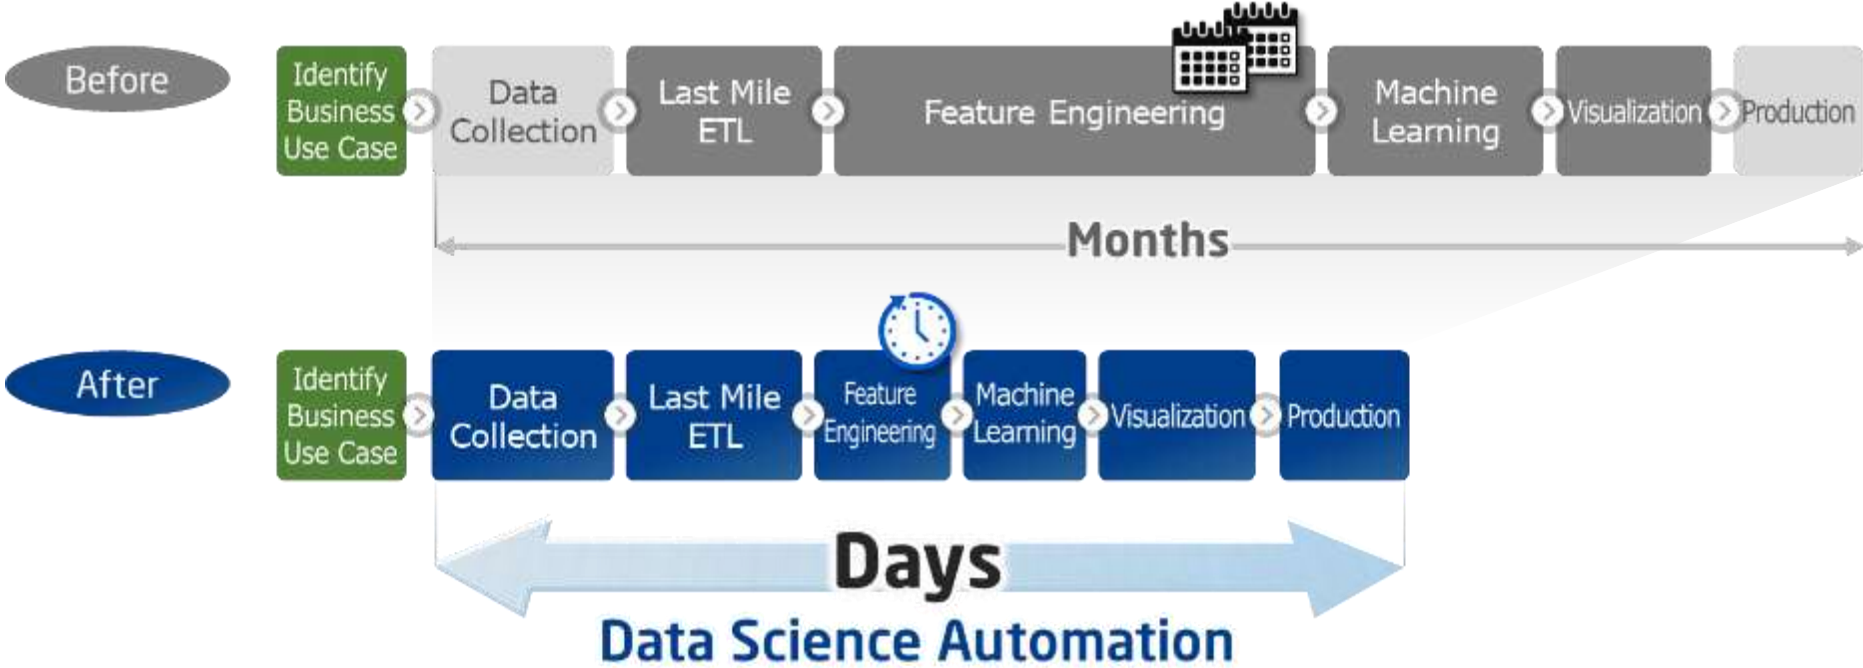 Before
Identify
Business
Use Case
Data
Collection
Last Mile
ETL
Feature Engineering
Machine
Learning
Visualization
Production
Months
After
Identify
Business
Use Case
Data
Collection
Last Mile
ETL
Feature
Engineering
Machine
Learning
Visualization
Production
Days
Data Science Automation